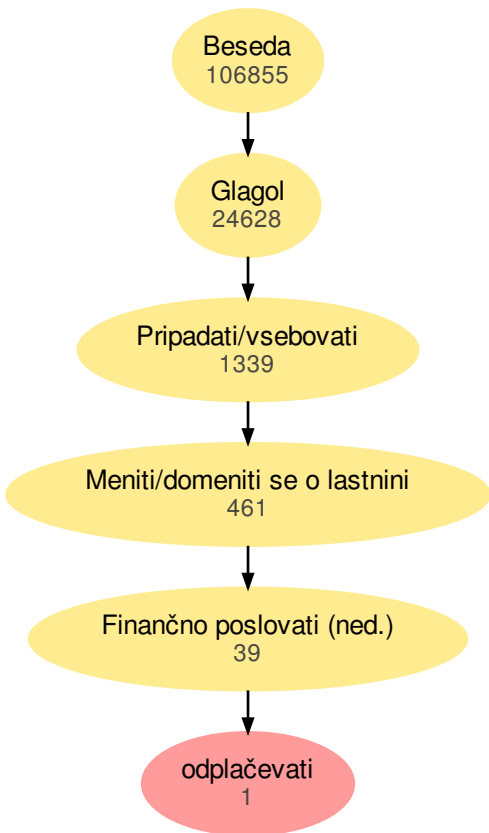 Beseda
106855
Glagol
24628
Pripadati/vsebovati
1339
Meniti/domeniti se o lastnini
461
Finančno poslovati (ned.)
39
odplačevati
1